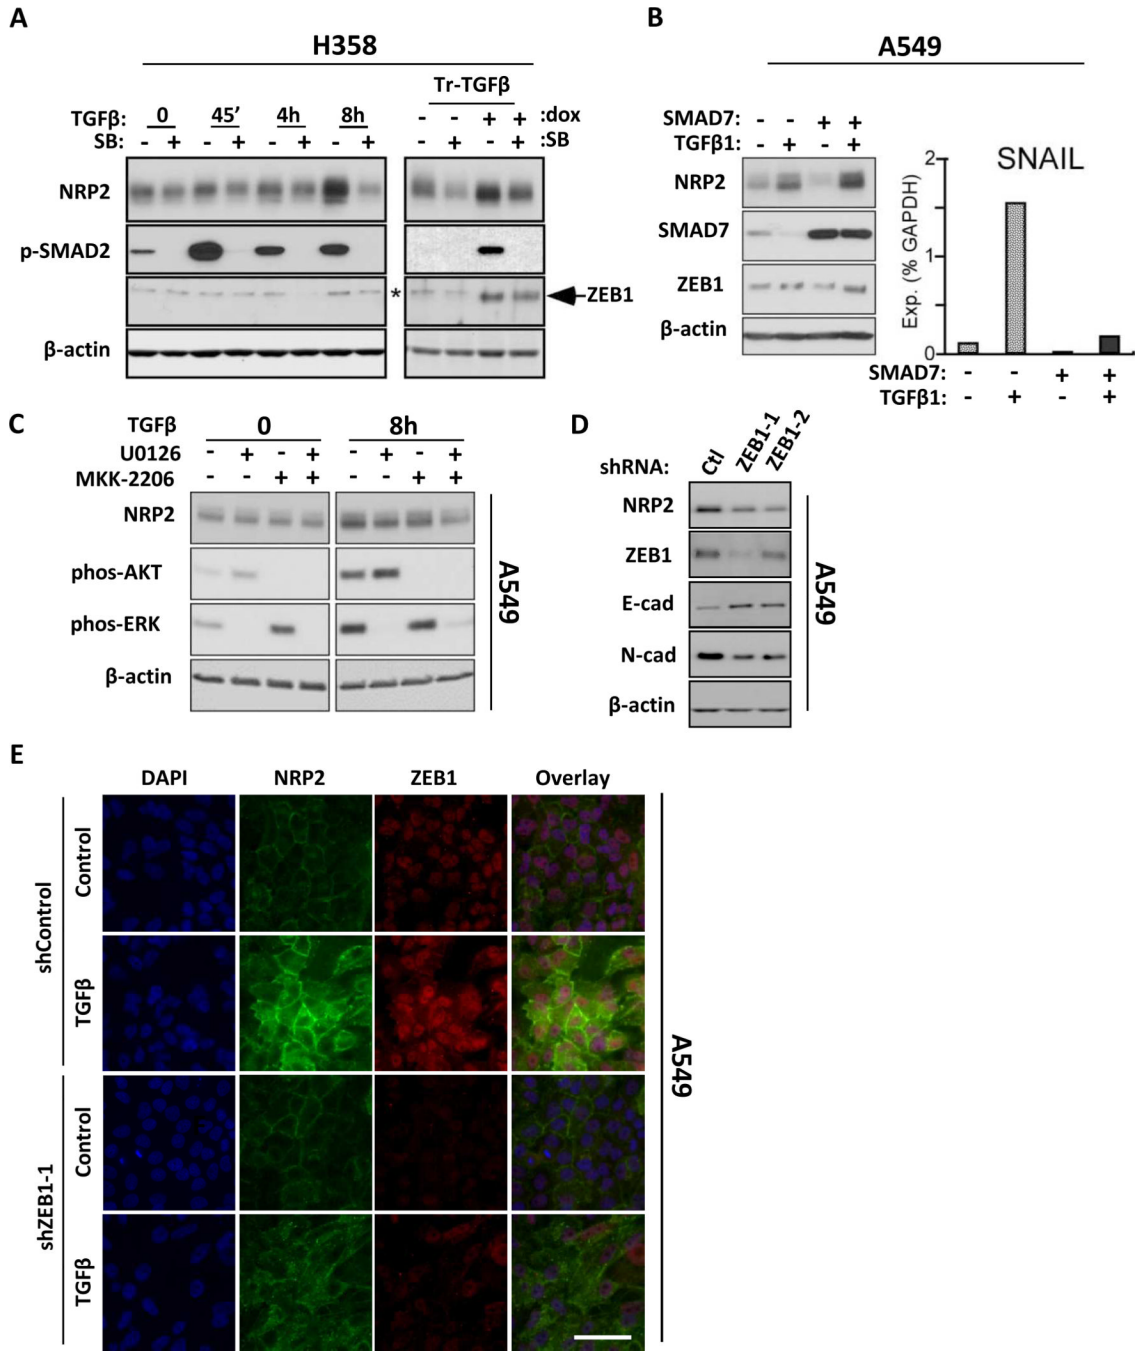 A
H358
Tr-TGFβ
TGFβ: 0 45’ 4h 8h - - + + :dox
SB: - + - + - + - + - + - + :SB
NRP2
p-SMAD2
* ZEB1
β-actin
B
A549
SMAD7: - - + +
TGFβ1: - + - +
NRP2
SMAD7
ZEB1
β-actin
SNAIL
Exp. (% GAPDH)
2
1
0
SMAD7: - - + +
TGFβ1: - + - +
C
TGFβ 0 8h
U0126 - + - + - + - +
MKK-2206 - - + + - - + +
NRP2
phos-AKT
phos-ERK
β-actin
A549
D
shRNA: Ctl ZEB1-1 ZEB1-2
NRP2
ZEB1
E-cad
N-cad
β-actin
A549
E
DAPI NRP2 ZEB1 Overlay
shControl
Control
TGFβ
shZEB1-1
Control
TGFβ
A549